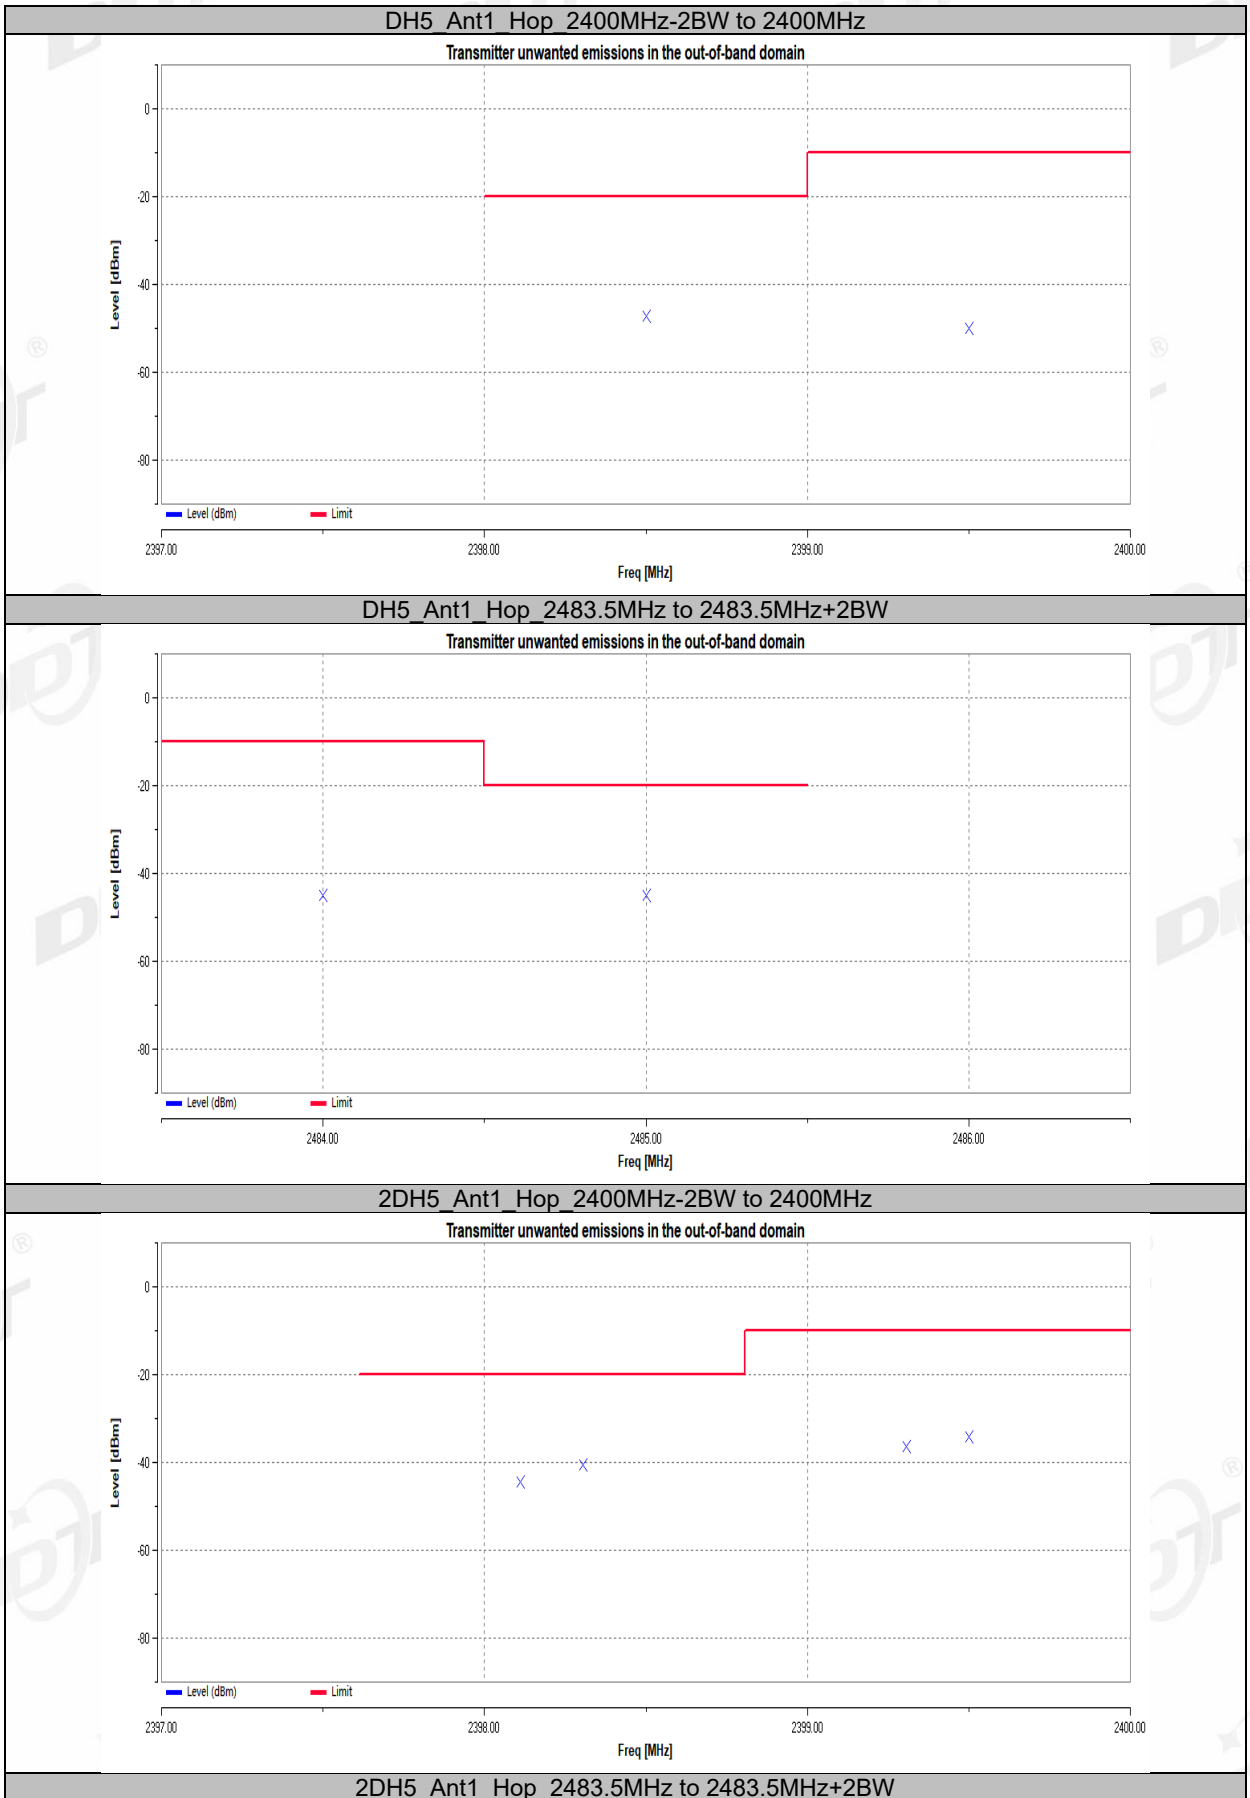 DH5_Ant1_Hop_2400MHz-2BW to 2400MHz
Transmitter unwanted emissions in the out-of-band domain
0
-20
-40
-60
-80
Level [dBm]
Level (dBm) Limit
2397.00 2398.00 2399.00 2400.00
Freq [MHz]
DH5_Ant1_Hop_2483.5MHz to 2483.5MHz+2BW
Transmitter unwanted emissions in the out-of-band domain
0
-20
-40
-60
-80
Level [dBm]
Level (dBm) Limit
2484.00 2485.00 2486.00
Freq [MHz]
2DH5_Ant1_Hop_2400MHz-2BW to 2400MHz
Transmitter unwanted emissions in the out-of-band domain
0
-20
-40
-60
-80
Level [dBm]
Level (dBm) Limit
2397.00 2398.00 2399.00 2400.00
Freq [MHz]
2DH5_Ant1_Hop_2483.5MHz to 2483.5MHz+2BW